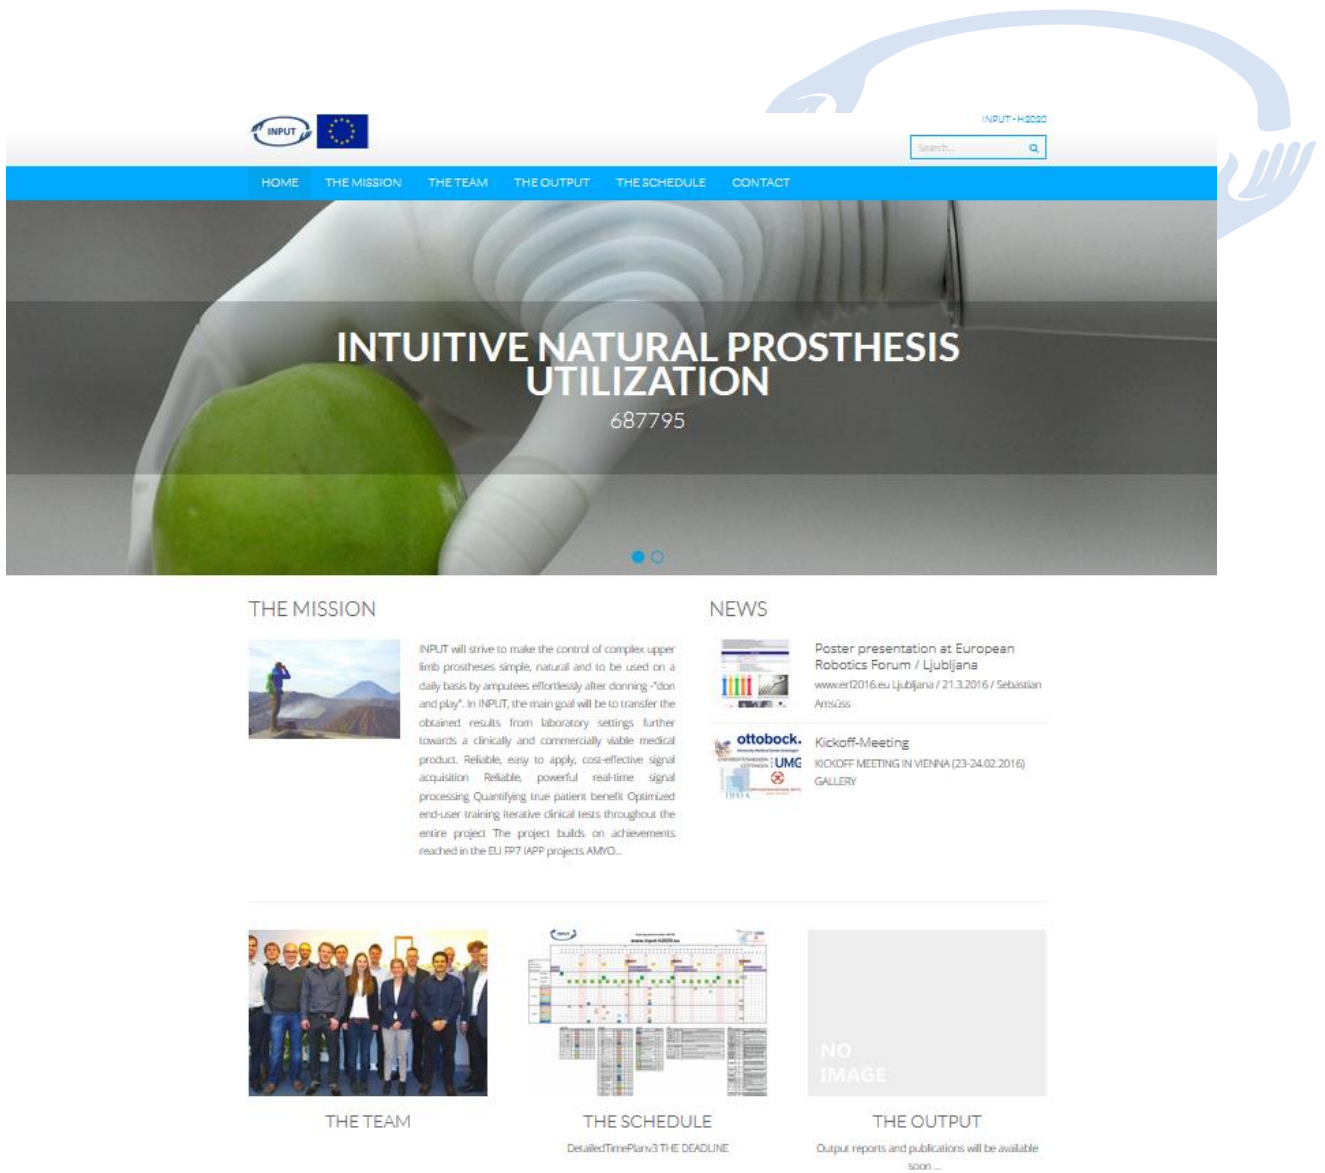 INPUT
INPUT - H2020
Search...
HOME THE MISSION THE TEAM THE OUTPUT THE SCHEDULE CONTACT
INTUITIVE NATURAL PROSTHESIS
UTILIZATION
687795
THE MISSION
INPUT will strive to make the control of complex upper
limb prostheses simple, natural and to be used on a
daily basis by amputees effortlessly after donning -"don
and play". In INPUT, the main goal will be to transfer the
obtained results from laboratory settings further
towards a clinically and commercially viable medical
product. Reliable, easy to apply, cost-effective signal
acquisition Reliable, powerful real-time signal
processing Quantifying true patient benefit Optimized
end-user training Iterative clinical tests throughout the
entire project The project builds on achievements
reached in the EU FP7 IAPP projects AMYO...
NEWS
Poster presentation at European
Robotics Forum / Ljubljana
www.erf2016.eu Ljubljana / 21.3.2016 / Sebastian
Amsüss
ottobock.
UMG
IDSIA
Kickoff-Meeting
KICKOFF MEETING IN VIENNA (23-24.02.2016)
GALLERY
www.input-h2020.eu
NO
IMAGE
THE TEAM
THE SCHEDULE
DetailedTimePlanv3 THE DEADLINE
THE OUTPUT
Output reports and publications will be available
soon ...